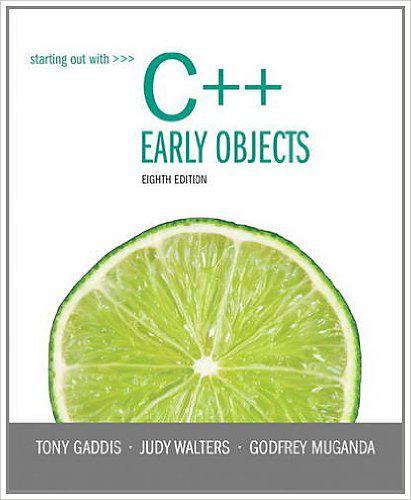 starting out with >>>
C++
EARLY OBJECTS
EIGHTH EDITION
TONY GADDIS · JUDY WALTERS · GODFREY MUGANDA